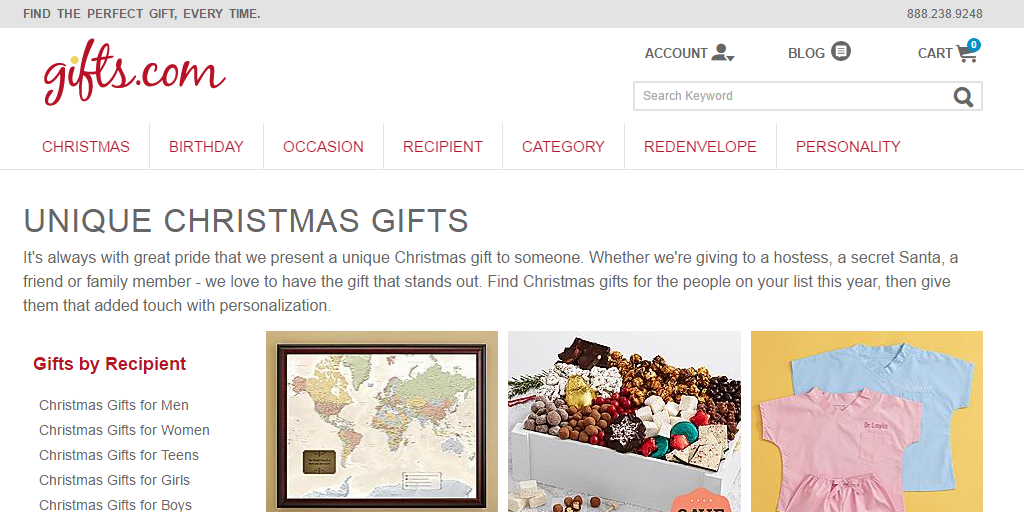 FIND THE PERFECT GIFT, EVERY TIME.
888.238.9248
gifts.com
ACCOUNT
BLOG
CART
0
Search Keyword
CHRISTMAS
BIRTHDAY
OCCASION
RECIPIENT
CATEGORY
REDENVELOPE
PERSONALITY
UNIQUE CHRISTMAS GIFTS
It's always with great pride that we present a unique Christmas gift to someone. Whether we're giving to a hostess, a secret Santa, a
friend or family member - we love to have the gift that stands out. Find Christmas gifts for the people on your list this year, then give
them that added touch with personalization.
Gifts by Recipient
Christmas Gifts for Men
Christmas Gifts for Women
Christmas Gifts for Teens
Christmas Gifts for Girls
Christmas Gifts for Boys
SAVE
Dr. Layla